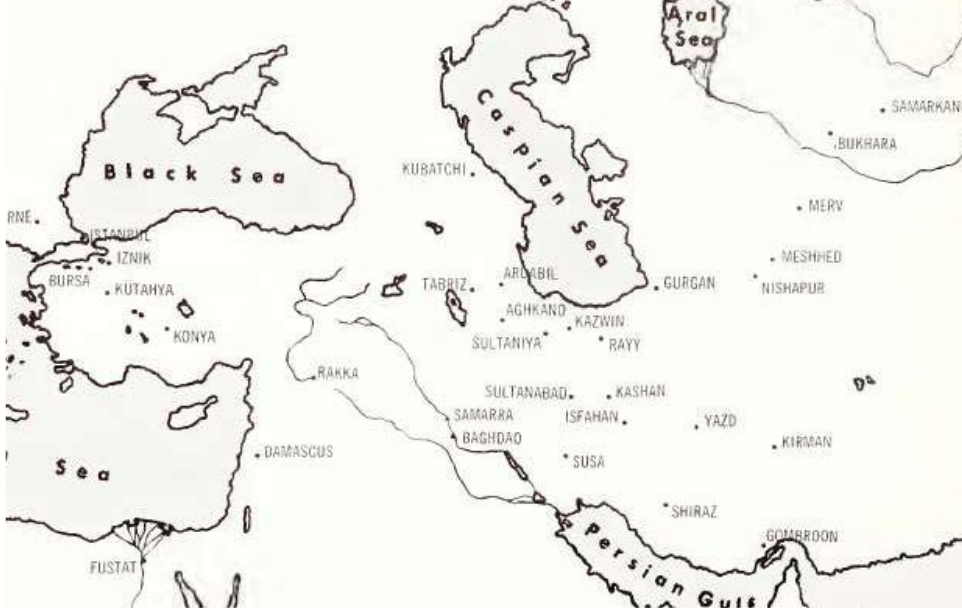 Aral
Sea
SAMARKAN
BUKHARA
Caspian Sea
Black Sea
KUBATCHI
MERV
RNE
ISTANBUL
IZNIK
MESHHED
BURSA
KUTAHYA
TABRIZ
ARDABIL
GURGAN
NISHAPUR
AGHKAND
KAZWIN
KONYA
SULTANIYA
RAYY
RAKKA
SULTANABAD
KASHAN
SAMARRA
ISFAHAN
YAZD
BAGHDAD
KIRMAN
DAMASCUS
SUSA
Sea
SHIRAZ
GOMBROON
FUSTAT
Persian Gulf